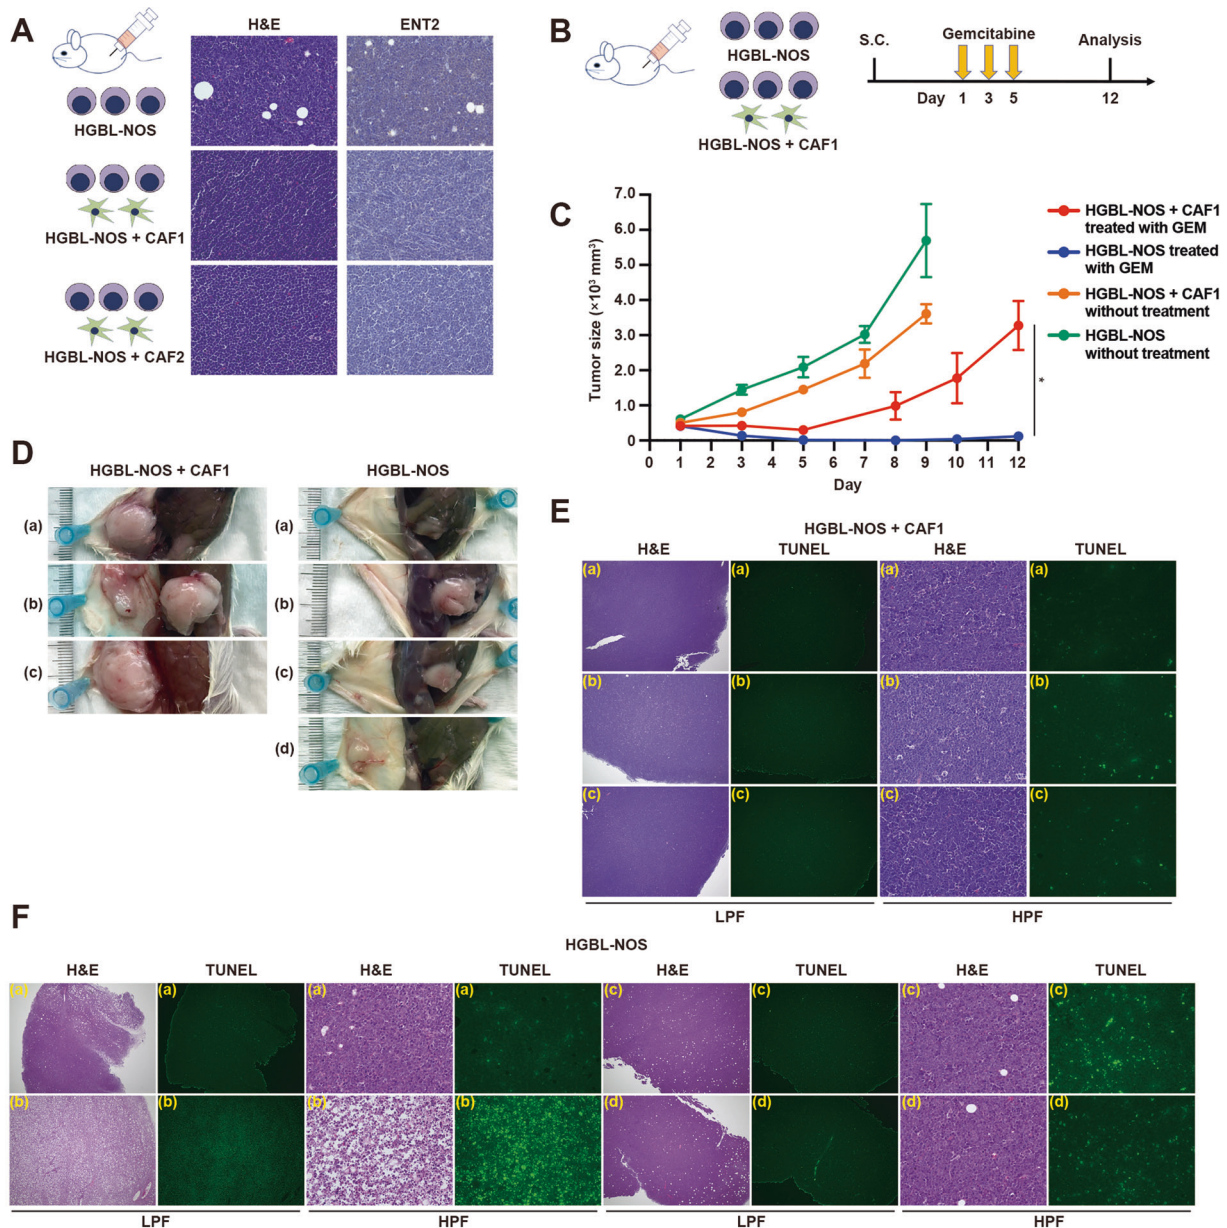 A
H&E
ENT2
HGBL-NOS
HGBL-NOS + CAF1
HGBL-NOS + CAF2
B
HGBL-NOS
HGBL-NOS + CAF1
S.C.
Gemcitabine
Analysis
Day 1 3 5 12
C
Tumor size (×10³ mm³)
7.0
6.0
5.0
4.0
3.0
2.0
1.0
0
0 1 2 3 4 5 6 7 8 9 10 11 12
Day
HGBL-NOS + CAF1
treated with GEM
HGBL-NOS treated
with GEM
HGBL-NOS + CAF1
without treatment
HGBL-NOS
without treatment
*
D
HGBL-NOS + CAF1
(a)
(b)
(c)
HGBL-NOS
(a)
(b)
(c)
(d)
E
HGBL-NOS + CAF1
H&E TUNEL H&E TUNEL
(a) (a) (a) (a)
(b) (b) (b) (b)
(c) (c) (c) (c)
LPF HPF
F
HGBL-NOS
H&E TUNEL H&E TUNEL H&E TUNEL H&E TUNEL
(a) (a) (a) (a) (c) (c) (c) (c)
(b) (b) (b) (b) (d) (d) (d) (d)
LPF HPF LPF HPF